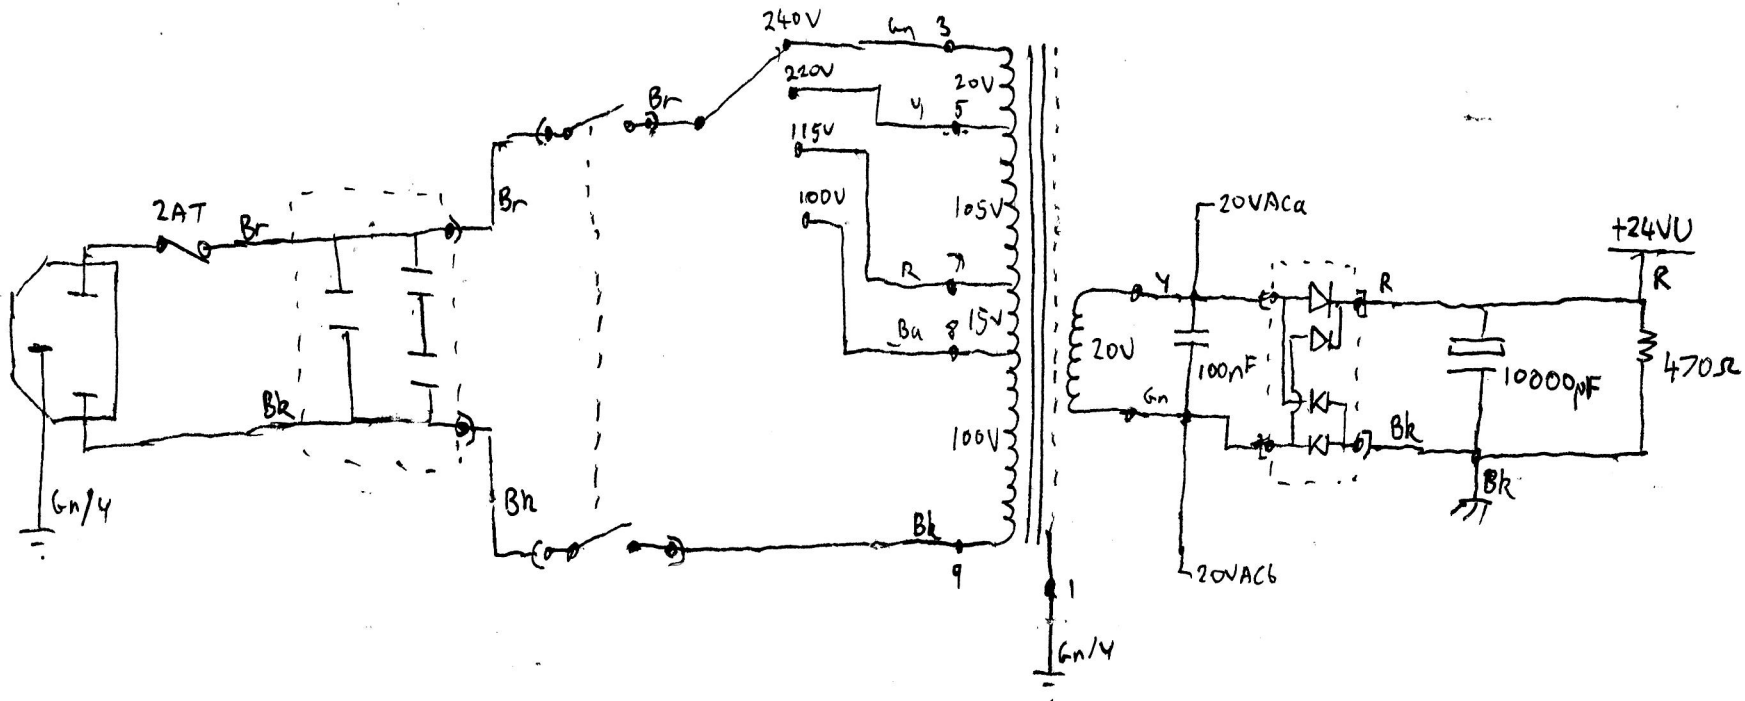 240V
Gn 3
220V
20V
Br
Y 5
115V
2AT
Br
Br
100V
105V
20VACa
+24VU
R
7
Y
R
R
15V
Bu 8
20V
100nF
10000µF
470Ω
Bk
Gn
100V
Bk
Bk
Bk
Bk
Gn/Y
9
20VACb
1
Gn/Y